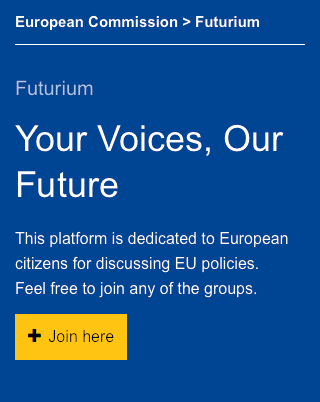 European Commission > Futurium
Futurium
Your Voices, Our
Future
This platform is dedicated to European
citizens for discussing EU policies.
Feel free to join any of the groups.
+ Join here